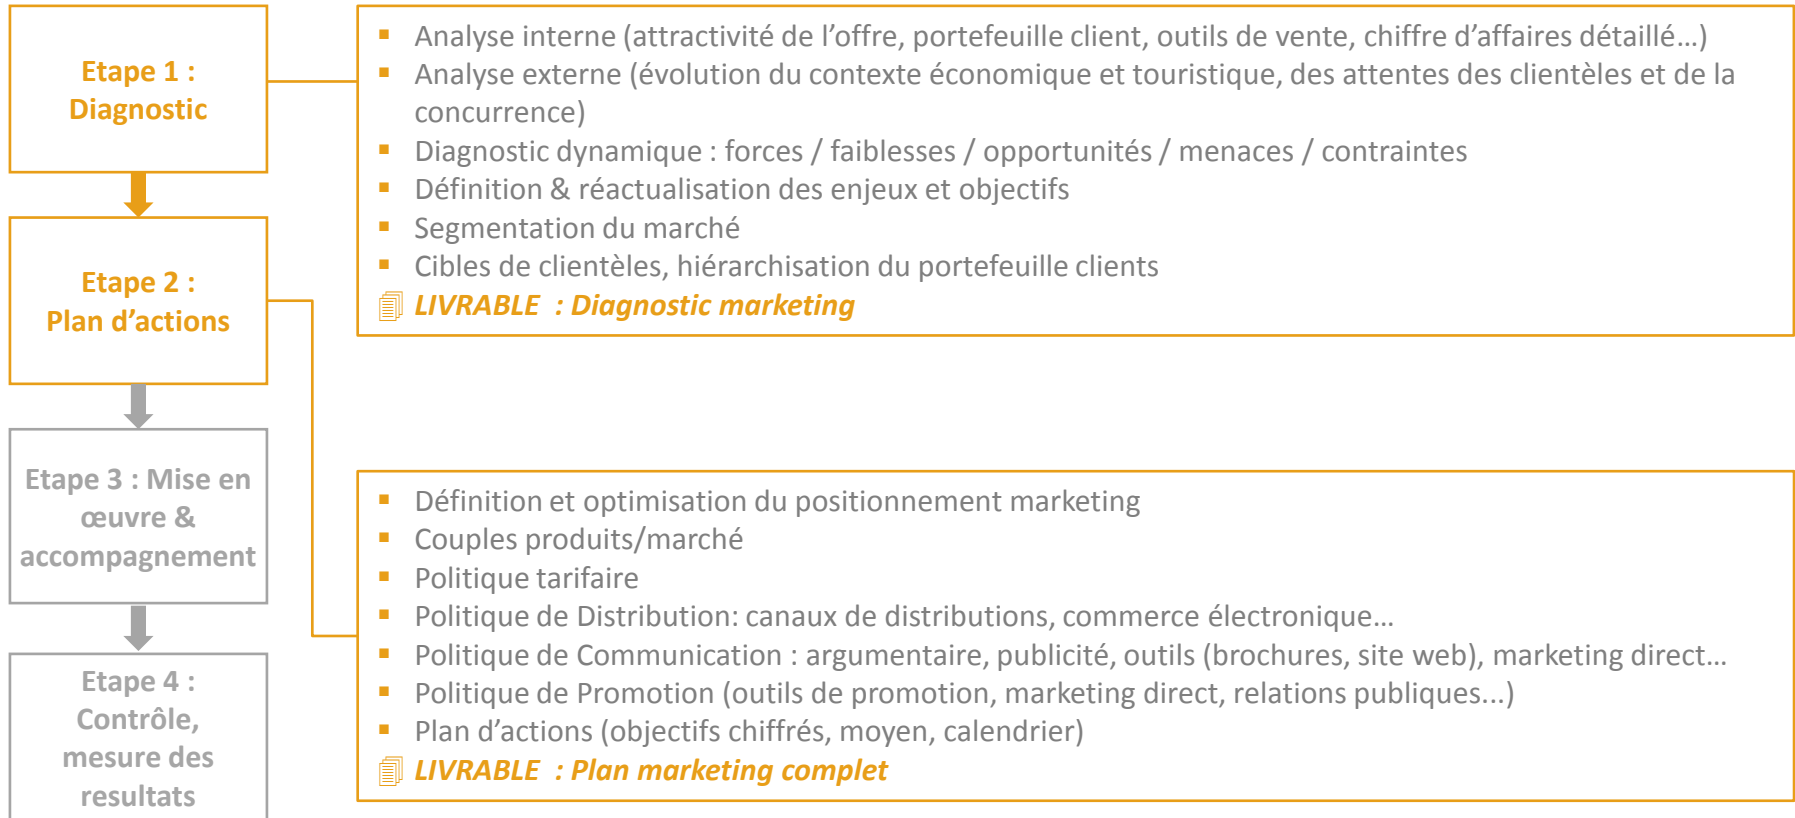 Etape 1 :
Diagnostic
Analyse interne (attractivité de l’offre, portefeuille client, outils de vente, chiffre d’affaires détaillé…)
Analyse externe (évolution du contexte économique et touristique, des attentes des clientèles et de la
concurrence)
Diagnostic dynamique : forces / faiblesses / opportunités / menaces / contraintes
Définition & réactualisation des enjeux et objectifs
Segmentation du marché
Cibles de clientèles, hiérarchisation du portefeuille clients
LIVRABLE : Diagnostic marketing
Etape 2 :
Plan d’actions
Définition et optimisation du positionnement marketing
Couples produits/marché
Politique tarifaire
Politique de Distribution: canaux de distributions, commerce électronique…
Politique de Communication : argumentaire, publicité, outils (brochures, site web), marketing direct…
Politique de Promotion (outils de promotion, marketing direct, relations publiques...)
Plan d’actions (objectifs chiffrés, moyen, calendrier)
LIVRABLE : Plan marketing complet
Etape 3 : Mise en
œuvre &
accompagnement
Etape 4 :
Contrôle,
mesure des
resultats